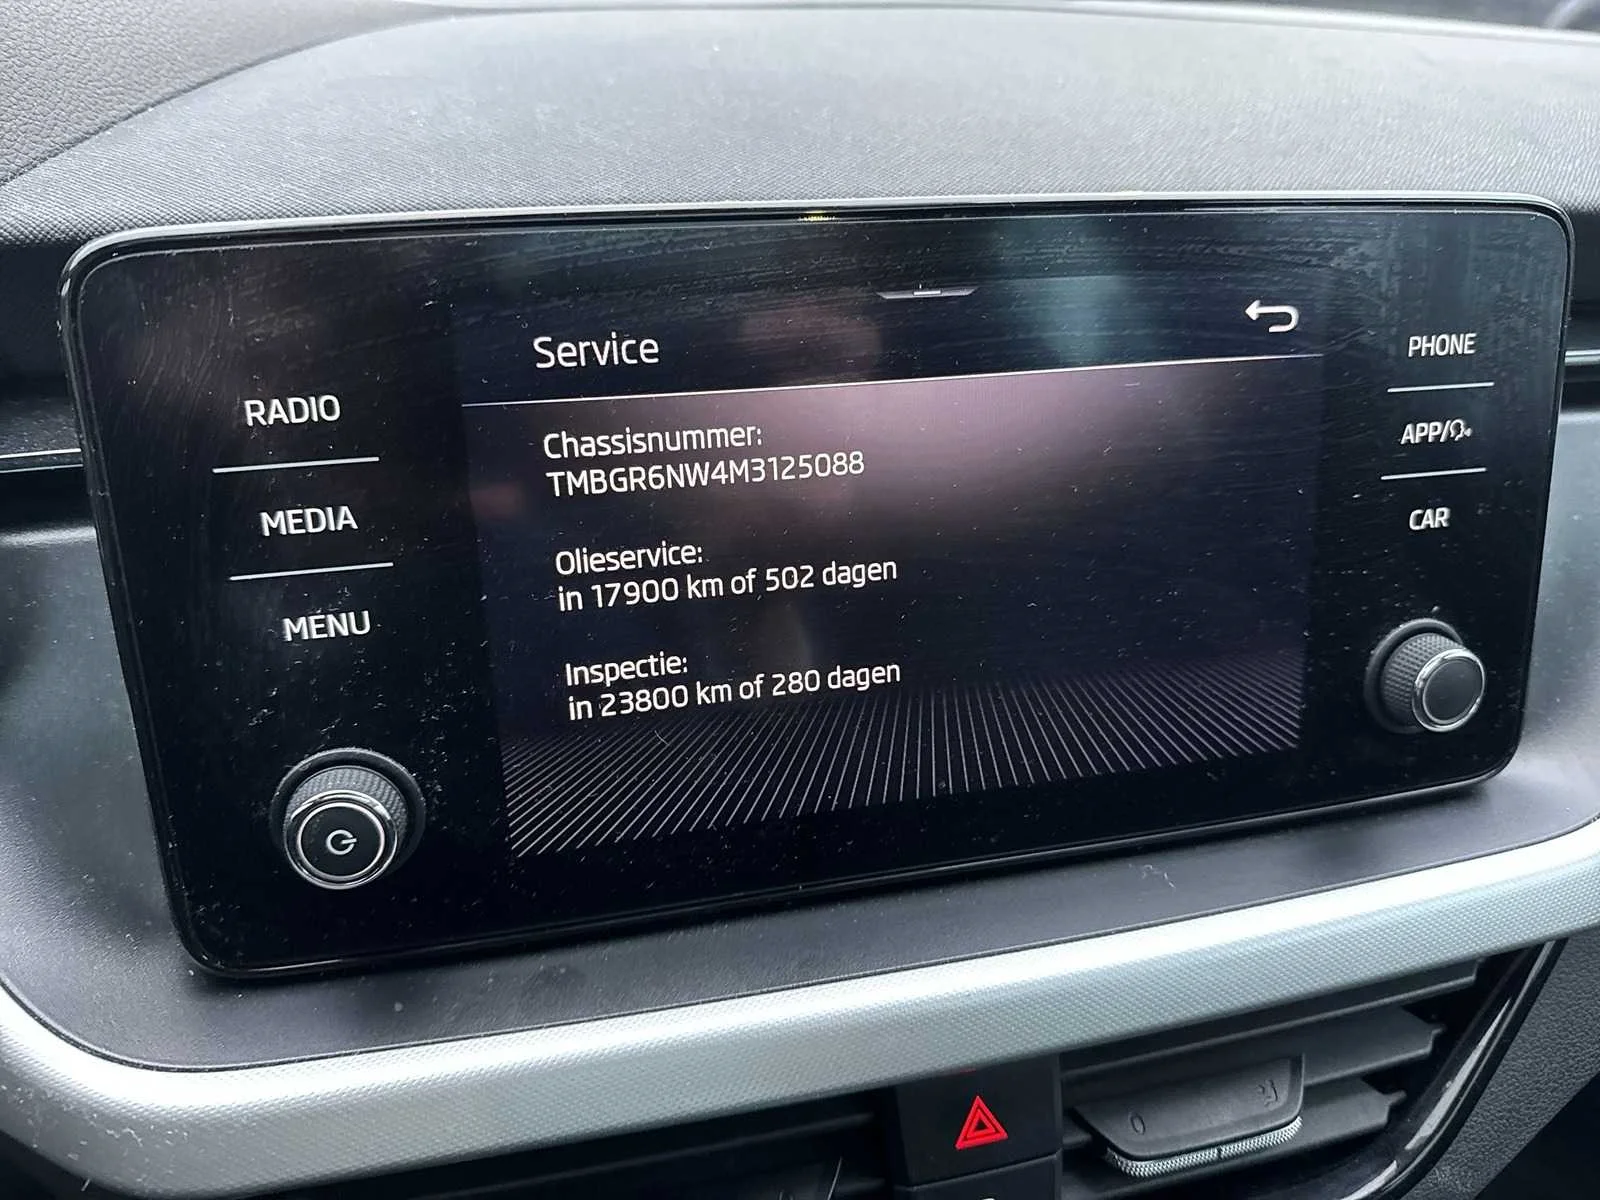 Service
Chassisnummer:
TMBGR6NW4M3125088
Olieservice:
in 17900 km of 502 dagen
Inspectie:
in 23800 km of 280 dagen
RADIO
MEDIA
MENU
PHONE
APP/
CAR
0